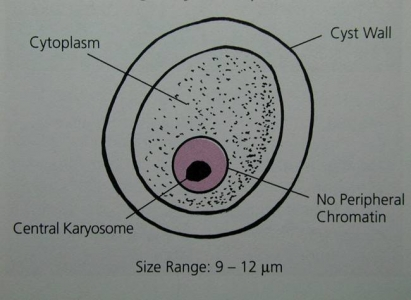 Cytoplasm
Cyst Wall
No Peripheral
Chromatin
Central Karyosome
Size Range: 9 – 12 µm